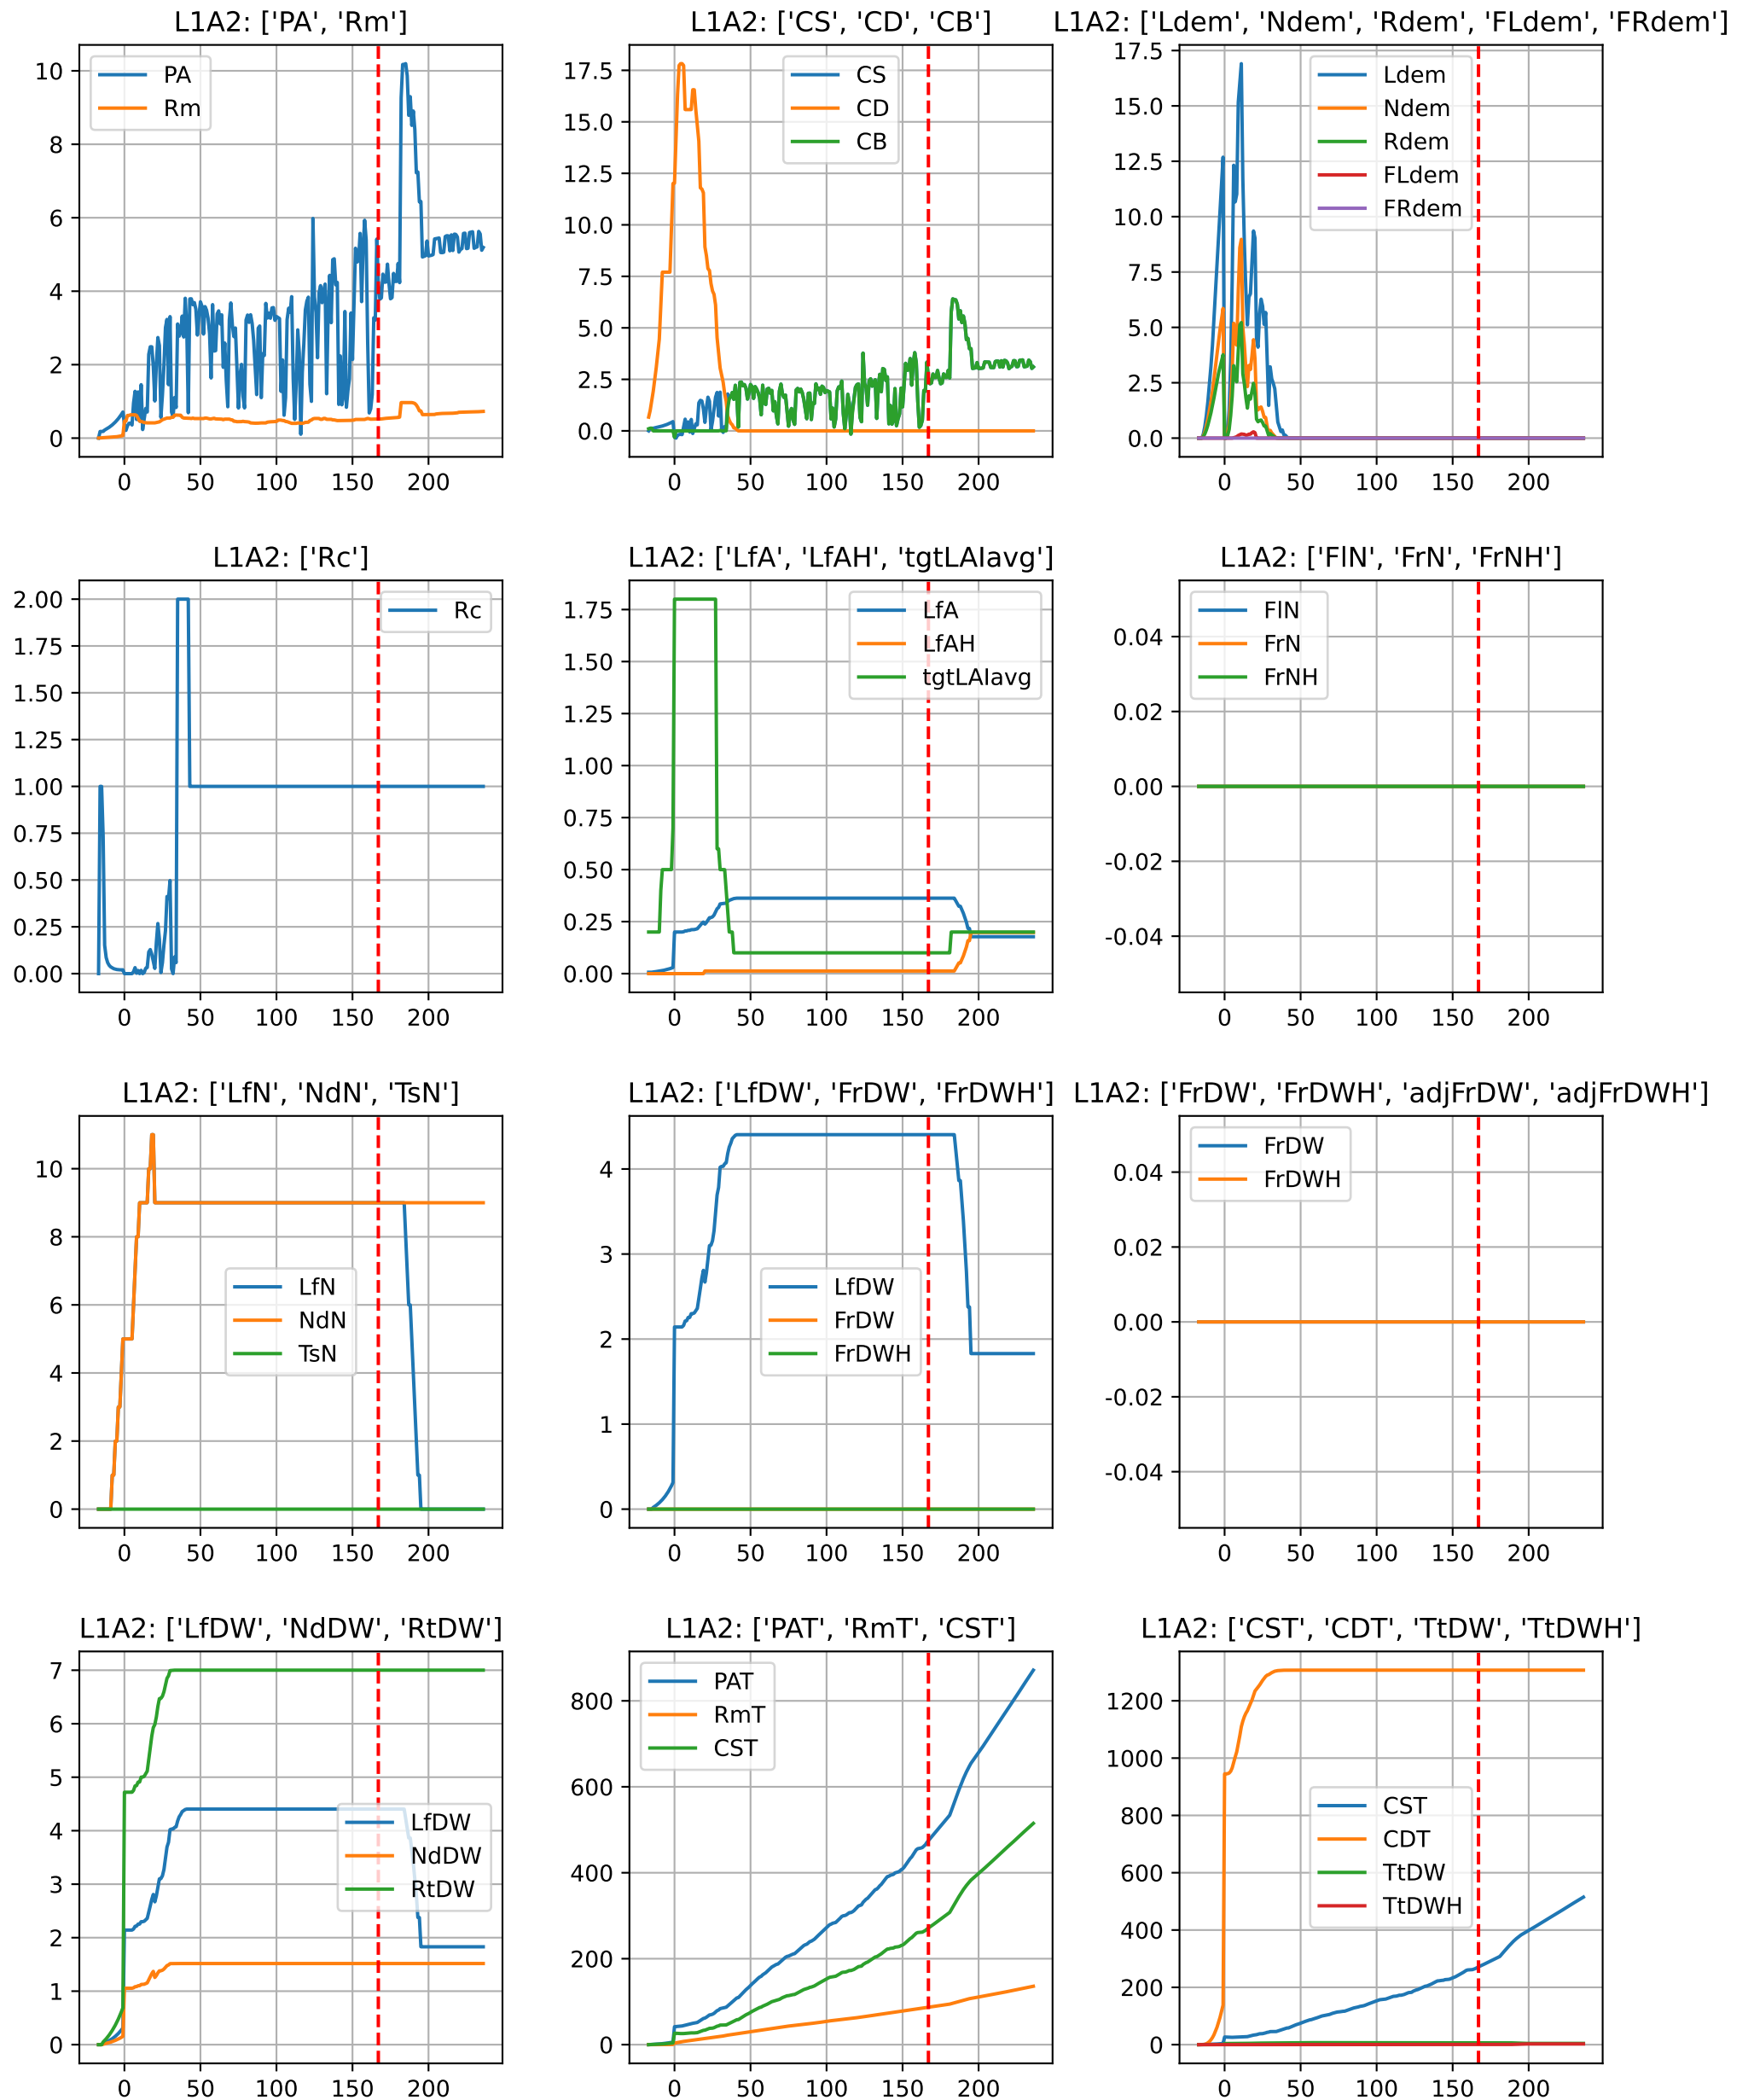 L1A2: ['PA', 'Rm']
PA
Rm
10
8
6
4
2
0
0 50 100 150 200
L1A2: ['CS', 'CD', 'CB']
CS
CD
CB
17.5
15.0
12.5
10.0
7.5
5.0
2.5
0.0
0 50 100 150 200
L1A2: ['Ldem', 'Ndem', 'Rdem', 'FLdem', 'FRdem']
Ldem
Ndem
Rdem
FLdem
FRdem
17.5
15.0
12.5
10.0
7.5
5.0
2.5
0.0
0 50 100 150 200
L1A2: ['Rc']
Rc
2.00
1.75
1.50
1.25
1.00
0.75
0.50
0.25
0.00
0 50 100 150 200
L1A2: ['LfA', 'LfAH', 'tgtLAIavg']
LfA
LfAH
tgtLAIavg
1.75
1.50
1.25
1.00
0.75
0.50
0.25
0.00
0 50 100 150 200
L1A2: ['FlN', 'FrN', 'FrNH']
FlN
FrN
FrNH
0.04
0.02
0.00
-0.02
-0.04
0 50 100 150 200
L1A2: ['LfN', 'NdN', 'TsN']
LfN
NdN
TsN
10
8
6
4
2
0
0 50 100 150 200
L1A2: ['LfDW', 'FrDW', 'FrDWH']
LfDW
FrDW
FrDWH
4
3
2
1
0
0 50 100 150 200
L1A2: ['FrDW', 'FrDWH', 'adjFrDW', 'adjFrDWH']
FrDW
FrDWH
0.04
0.02
0.00
-0.02
-0.04
0 50 100 150 200
L1A2: ['LfDW', 'NdDW', 'RtDW']
LfDW
NdDW
RtDW
7
6
5
4
3
2
1
0
0 50 100 150 200
L1A2: ['PAT', 'RmT', 'CST']
PAT
RmT
CST
800
600
400
200
0
0 50 100 150 200
L1A2: ['CST', 'CDT', 'TtDW', 'TtDWH']
CST
CDT
TtDW
TtDWH
1200
1000
800
600
400
200
0
0 50 100 150 200